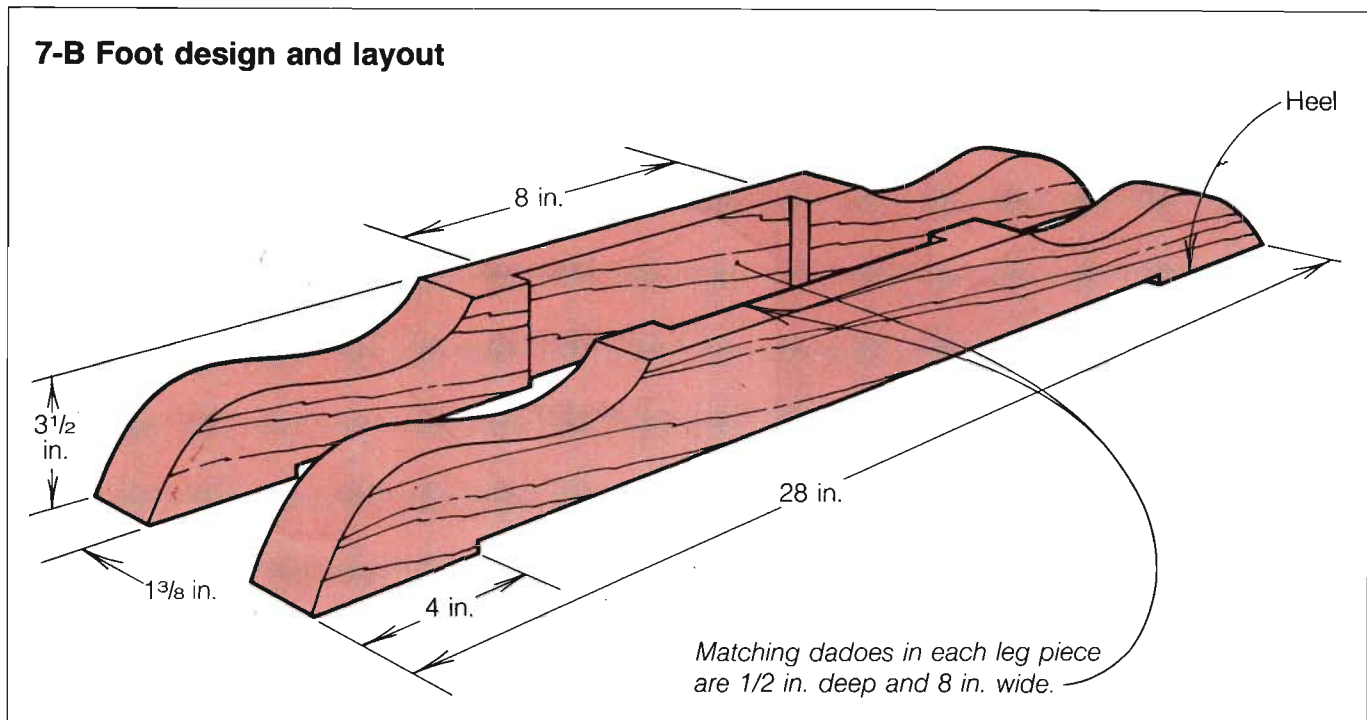 7-B Foot design and layout
Heel
8 in.
3 1/2
in.
28 in.
1 3/8 in.
4 in.
Matching dadoes in each leg piece
are 1/2 in. deep and 8 in. wide.